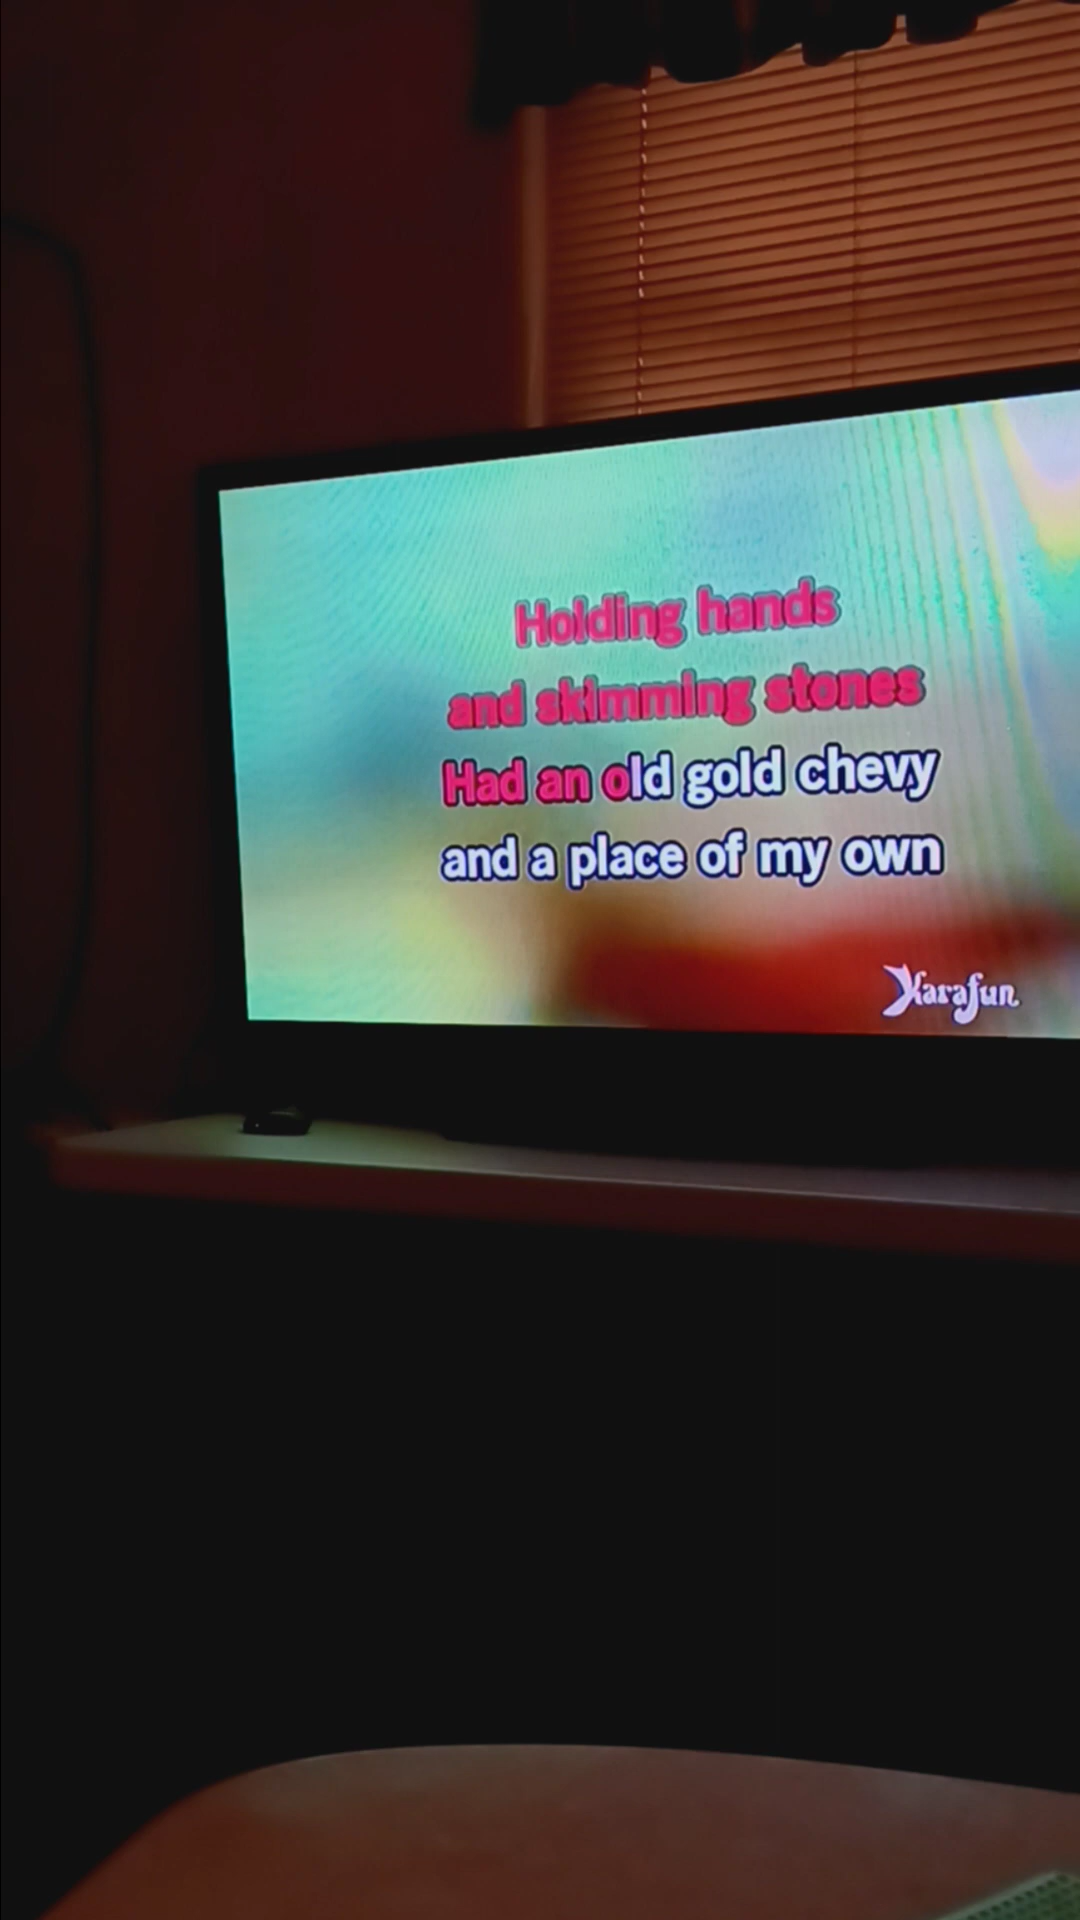 Holding hands
and skimming stones
Had an old gold chevy
and a place of my own
Karafun